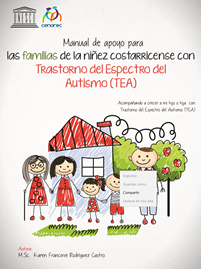 cenarec
Manual de apoyo para
las familias de la niñez costarricense con
Trastorno del Espectro del
Autismo (TEA)
Acompañando a crecer a mi hijo o hija con
Trastorno del Espectro del Autismo (TEA)
Compartir
Autora:
M.Sc. Karen Francine Rodríguez Castro